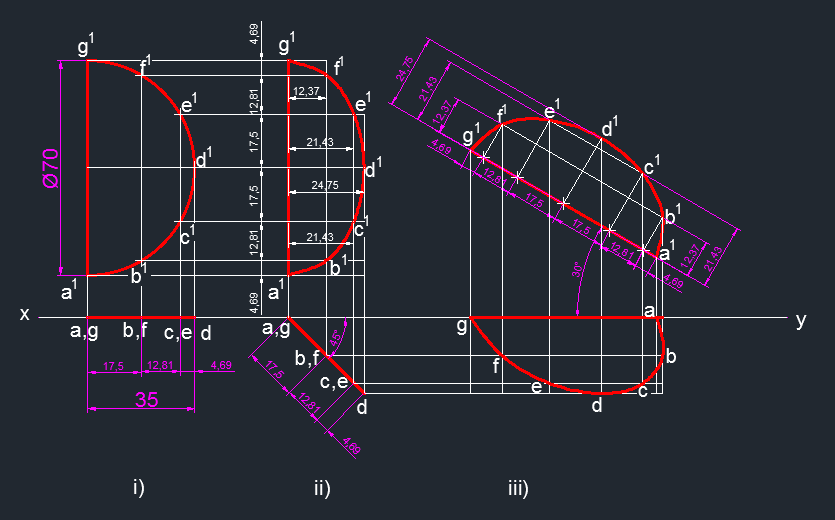 g¹
f¹
e¹
d¹
c¹
b¹
a¹
Ø70
x
a,g
b,f
c,e
d
17,5
12,81
4,69
35
i)
4,69
12,81
17,5
17,5
12,81
4,69
g¹
f¹
12,37
e¹
21,43
d¹
24,75
c¹
21,43
b¹
a¹
a,g
45°
b,f
c,e
d
17,5
12,81
4,69
ii)
24,75
21,43
12,37
g¹
f¹
e¹
d¹
c¹
b¹
a¹
4,69
12,81
17,5
17,5
12,81
4,69
12,37
21,43
30°
g
a
y
f
b
e
c
d
iii)